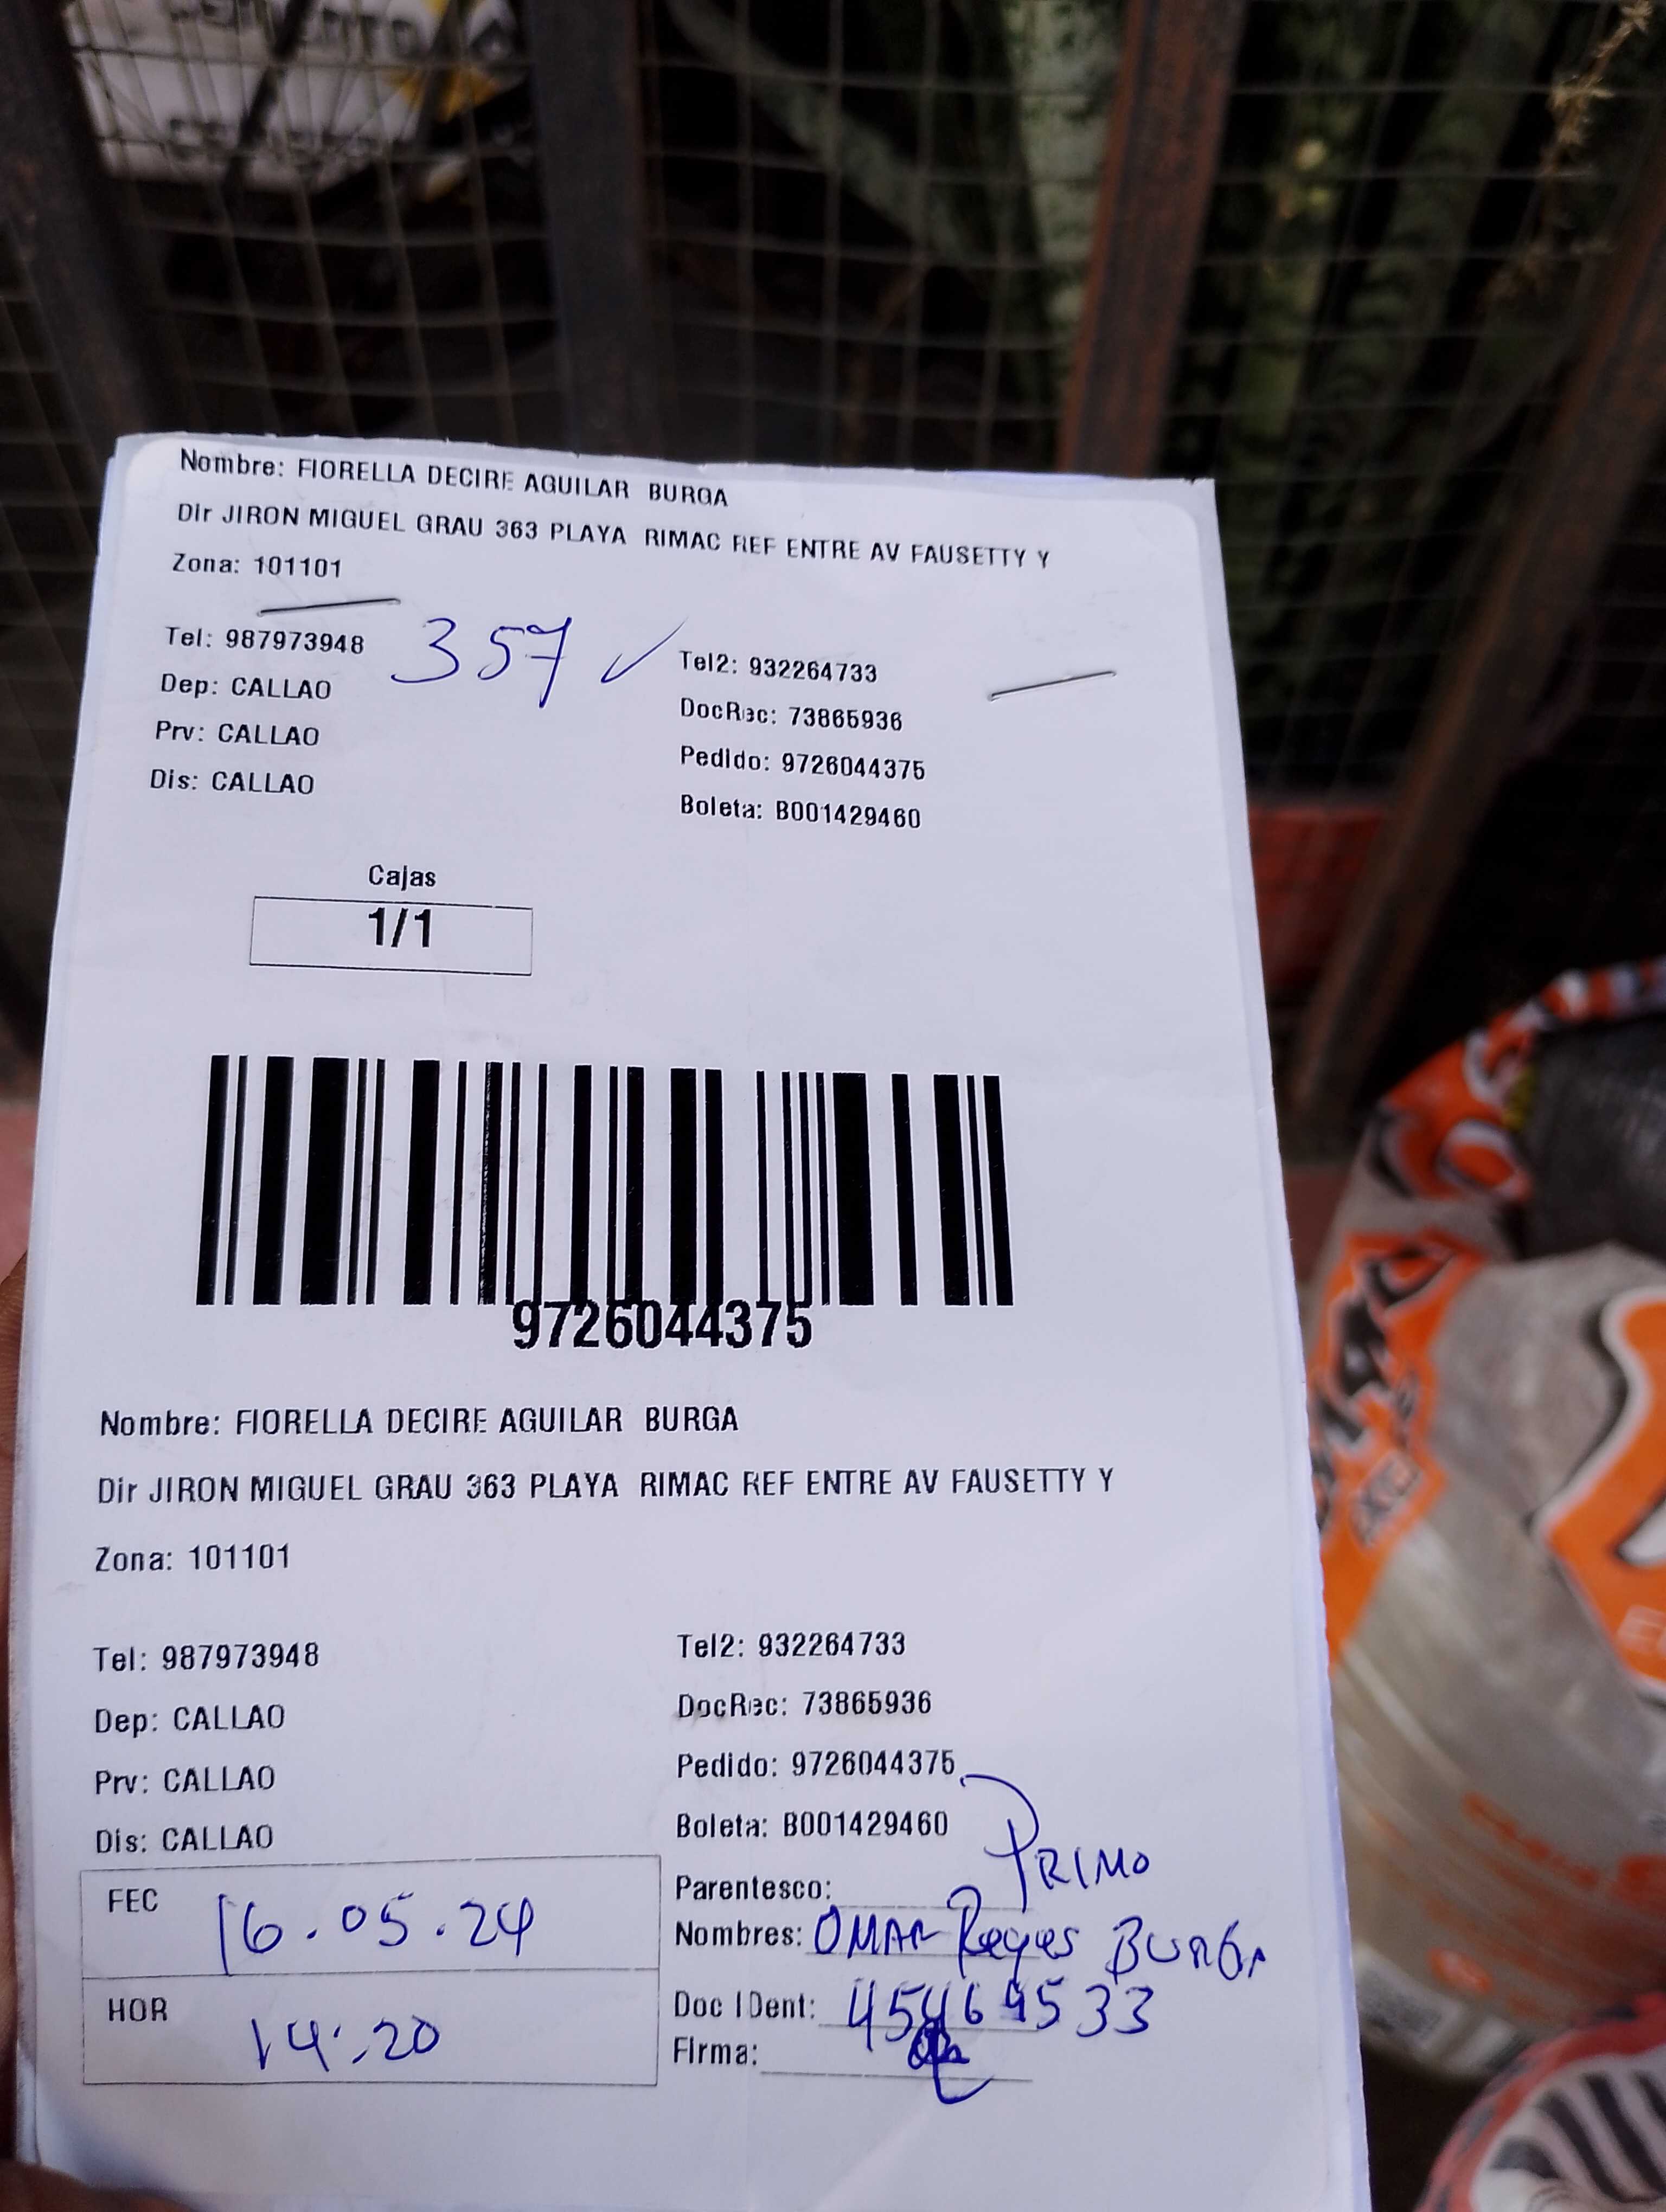 Nombre: FIORELLA DECIRE AGUILAR BURGA
Dir JIRON MIGUEL GRAU 363 PLAYA RIMAC REF ENTRE AV FAUSETTY Y
Zona: 101101
Tel: 987973948
357 ✓
Tel2: 932264733
Dep: CALLAO
DocRec: 73865936
Prv: CALLAO
Pedido: 9726044375
Dis: CALLAO
Boleta: B001429460
Cajas
1/1
9726044375
Nombre: FIORELLA DECIRE AGUILAR BURGA
Dir JIRON MIGUEL GRAU 363 PLAYA RIMAC REF ENTRE AV FAUSETTY Y
Zona: 101101
Tel: 987973948
Tel2: 932264733
Dep: CALLAO
DocRec: 73865936
Prv: CALLAO
Pedido: 9726044375
Dis: CALLAO
Boleta: B001429460
FEC 16.05.24
Parentesco: PRIMO
Nombres: OMAR Reyes BURGA
HOR 14:20
Doc IDent: 45469533
Firma: